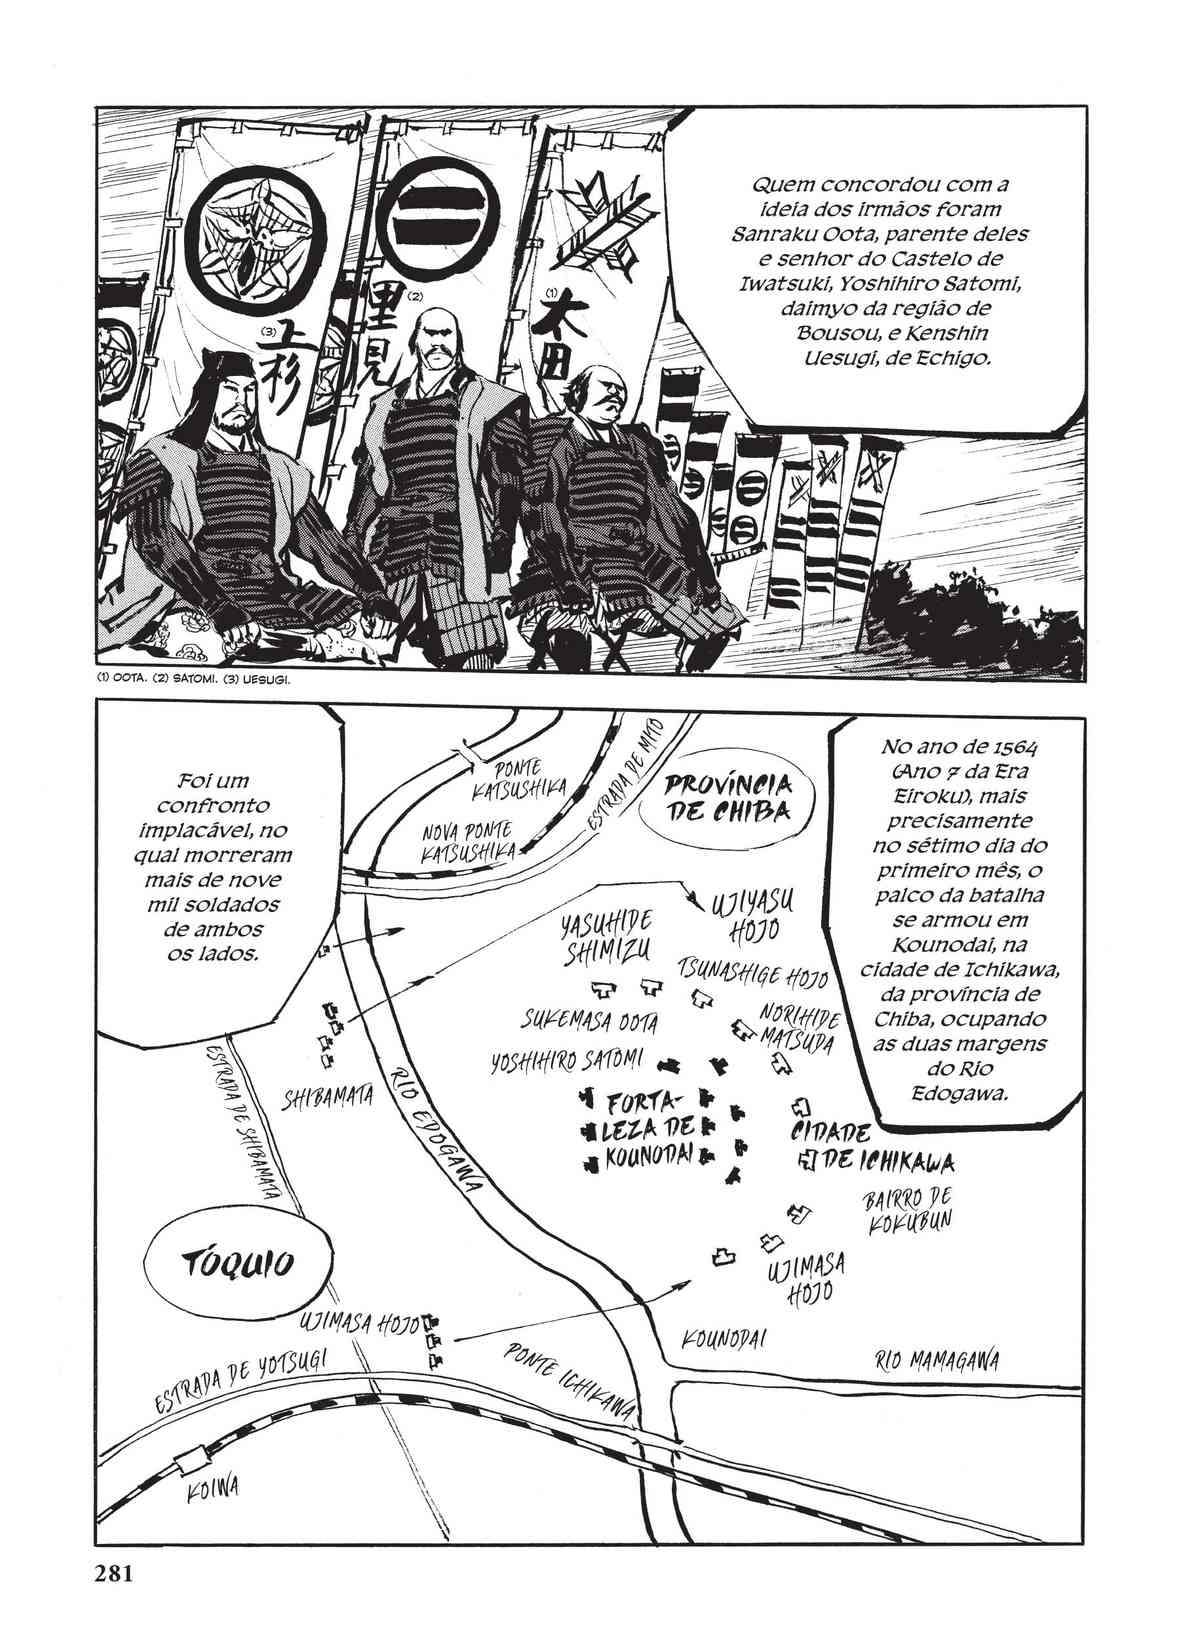 Quem concordou com a
ideia dos irmãos foram
Sanraku Oota, parente deles
e senhor do Castelo de
Iwatsuki, Yoshihiro Satomi,
daimyo da região de
Bousou, e Kenshin
Uesugi, de Echigo.
(1)
太田
(2)
里見
(3)
上杉
(1) OOTA. (2) SATOMI. (3) UESUGI.
No ano de 1564
(Ano 7 da Era
Eiroku), mais
precisamente
no sétimo dia do
primeiro mês, o
palco da batalha
se armou em
Kounodai, na
cidade de Ichikawa,
da província de
Chiba, ocupando
as duas margens
do Rio
Edogawa.
Foi um
confronto
implacável, no
qual morreram
mais de nove
mil soldados
de ambos
os lados.
PONTE
KATSUSHIKA
ESTRADA DE MITO
PROVÍNCIA
DE CHIBA
NOVA PONTE
KATSUSHIKA
UJIYASU
HOJO
YASUHIDE
SHIMIZU
TSUNASHIGE HOJO
SUKEMASA OOTA
NORIHIDE
MATSUDA
YOSHIHIRO SATOMI
ESTRADA DE SHIBAMATA
SHIBAMATA
RIO EDOGAWA
FORTA-
LEZA DE
KOUNODAI
CIDADE
DE ICHIKAWA
BAIRRO DE
KOKUBUN
TÓQUIO
UJIMASA
HOJO
UJIMASA HOJO
KOUNODAI
RIO MAMAGAWA
ESTRADA DE YOTSUGI
PONTE ICHIKAWA
KOIWA
281